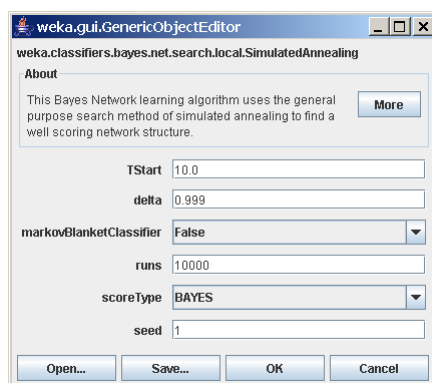 weka.gui.GenericObjectEditor
weka.classifiers.bayes.net.search.local.SimulatedAnnealing
About
This Bayes Network learning algorithm uses the general
purpose search method of simulated annealing to find a
well scoring network structure.
More
TStart 10.0
delta 0.999
markovBlanketClassifier False
runs 10000
scoreType BAYES
seed 1
Open... Save... OK Cancel